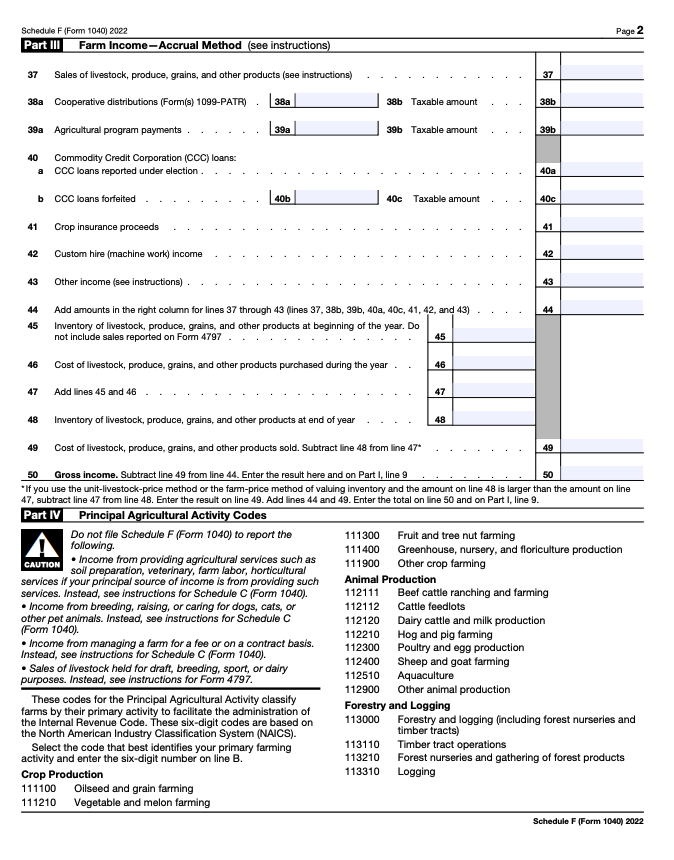 Schedule F (Form 1040) 2022 Page 2
Part III Farm Income—Accrual Method (see instructions)
37 Sales of livestock, produce, grains, and other products (see instructions) . . . . . . . . . . . 37
38a Cooperative distributions (Form(s) 1099-PATR) . 38a 38b Taxable amount . . . 38b
39a Agricultural program payments . . . . . . 39a 39b Taxable amount . . . 39b
40 Commodity Credit Corporation (CCC) loans:
a CCC loans reported under election . . . . . . . . . . . . . . . . . . . . . . 40a
b CCC loans forfeited . . . . . . . . 40b 40c Taxable amount . . . 40c
41 Crop insurance proceeds . . . . . . . . . . . . . . . . . . . . . . . . . 41
42 Custom hire (machine work) income . . . . . . . . . . . . . . . . . . . . . . 42
43 Other income (see instructions) . . . . . . . . . . . . . . . . . . . . . . . 43
44 Add amounts in the right column for lines 37 through 43 (lines 37, 38b, 39b, 40a, 40c, 41, 42, and 43) . . . . 44
45 Inventory of livestock, produce, grains, and other products at beginning of the year. Do
not include sales reported on Form 4797 . . . . . . . . . . . . . 45
46 Cost of livestock, produce, grains, and other products purchased during the year . . 46
47 Add lines 45 and 46 . . . . . . . . . . . . . . . . . . 47
48 Inventory of livestock, produce, grains, and other products at end of year . . . . 48
49 Cost of livestock, produce, grains, and other products sold. Subtract line 48 from line 47* . . . . . . . 49
50 Gross income. Subtract line 49 from line 44. Enter the result here and on Part I, line 9 . . . . . . . . 50
*If you use the unit-livestock-price method or the farm-price method of valuing inventory and the amount on line 48 is larger than the amount on line
47, subtract line 47 from line 48. Enter the result on line 49. Add lines 44 and 49. Enter the total on line 50 and on Part I, line 9.
Part IV Principal Agricultural Activity Codes
CAUTION
Do not file Schedule F (Form 1040) to report the
following.
• Income from providing agricultural services such as
soil preparation, veterinary, farm labor, horticultural
services if your principal source of income is from providing such
services. Instead, see instructions for Schedule C (Form 1040).
• Income from breeding, raising, or caring for dogs, cats, or
other pet animals. Instead, see instructions for Schedule C
(Form 1040).
• Income from managing a farm for a fee or on a contract basis.
Instead, see instructions for Schedule C (Form 1040).
• Sales of livestock held for draft, breeding, sport, or dairy
purposes. Instead, see instructions for Form 4797.
These codes for the Principal Agricultural Activity classify
farms by their primary activity to facilitate the administration of
the Internal Revenue Code. These six-digit codes are based on
the North American Industry Classification System (NAICS).
Select the code that best identifies your primary farming
activity and enter the six-digit number on line B.
Crop Production
111100 Oilseed and grain farming
111210 Vegetable and melon farming
111300 Fruit and tree nut farming
111400 Greenhouse, nursery, and floriculture production
111900 Other crop farming
Animal Production
112111 Beef cattle ranching and farming
112112 Cattle feedlots
112120 Dairy cattle and milk production
112210 Hog and pig farming
112300 Poultry and egg production
112400 Sheep and goat farming
112510 Aquaculture
112900 Other animal production
Forestry and Logging
113000 Forestry and logging (including forest nurseries and
timber tracts)
113110 Timber tract operations
113210 Forest nurseries and gathering of forest products
113310 Logging
Schedule F (Form 1040) 2022